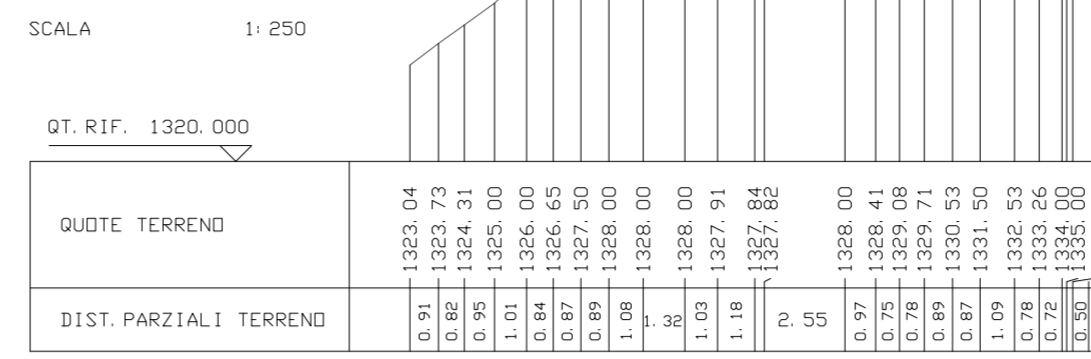 SCALA 1:250
QT. RIF. 1320.000
QUOTE TERRENO 1323.04 1323.73 1324.31 1325.00 1326.00 1326.65 1327.50 1328.00 1328.00 1328.00 1327.91 1327.84 1327.82 1328.00 1328.41 1329.08 1329.71 1330.53 1331.50 1332.53 1333.26 1334.00 1335.00
DIST. PARZIALI TERRENO 0.91 0.82 0.95 1.01 0.84 0.87 0.89 1.08 1.32 1.03 1.18 2.55 0.97 0.75 0.78 0.89 0.87 1.09 0.78 0.72 0.50